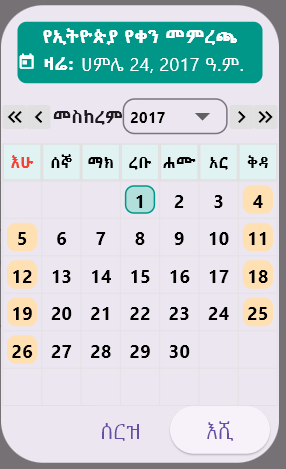 የኢትዮጵያ የቀን መምረጫ
ዛሬ: ሀምሌ 24, 2017 ዓ.ም.
« ‹ መስከረም 2017 › »
እሁ ሰኞ ማክ ረቡ ሐሙ አር ቅዳ
1 2 3 4
5 6 7 8 9 10 11
12 13 14 15 16 17 18
19 20 21 22 23 24 25
26 27 28 29 30
ሰርዝ እሺ